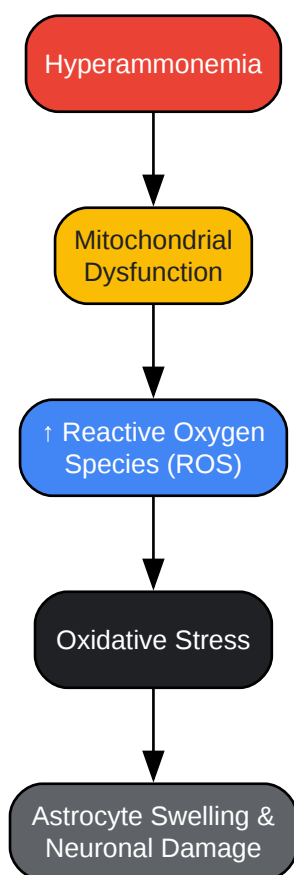 Hyperammonemia
Mitochondrial
Dysfunction
↑ Reactive Oxygen
Species (ROS)
Oxidative Stress
Astrocyte Swelling &
Neuronal Damage